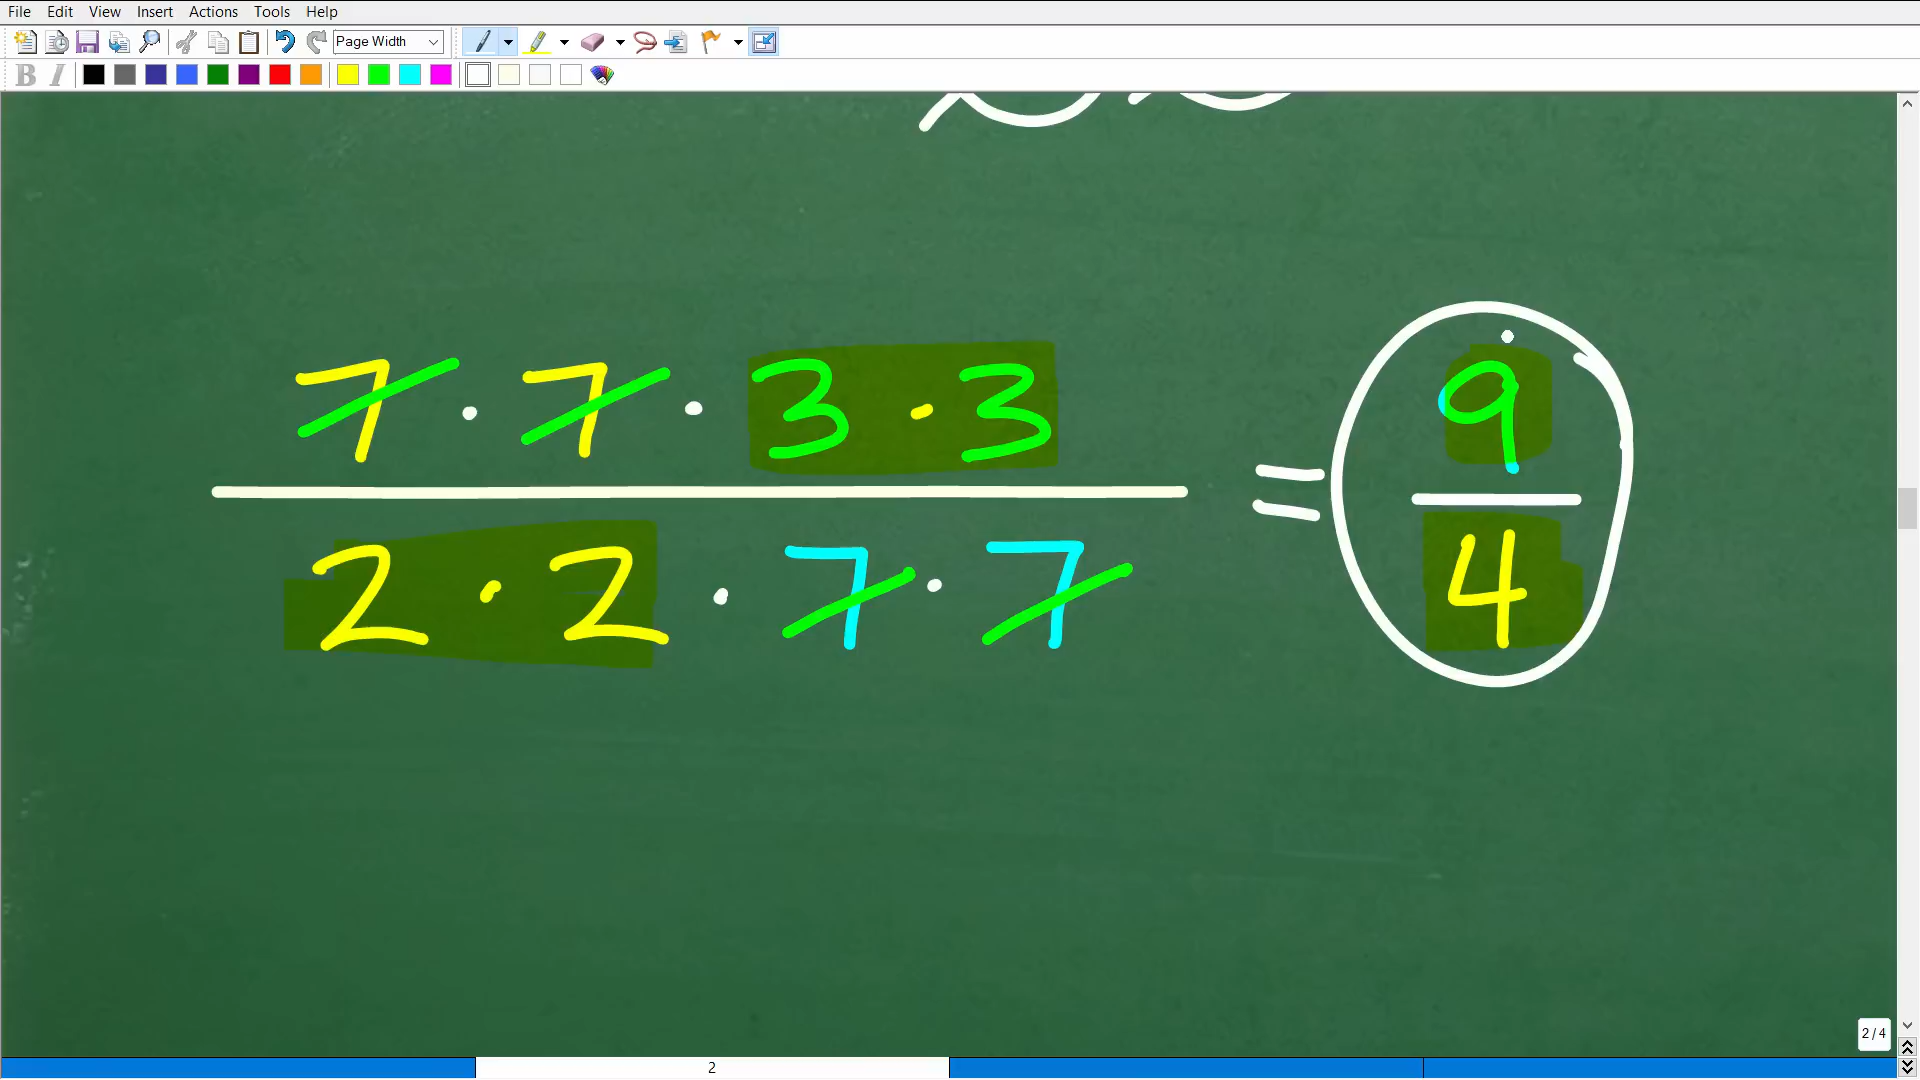 File Edit View Insert Actions Tools Help
Page Width
B I
7 · 7 · 3 · 3
= 9
2 · 2 · 7 · 7
4
2 / 4
2